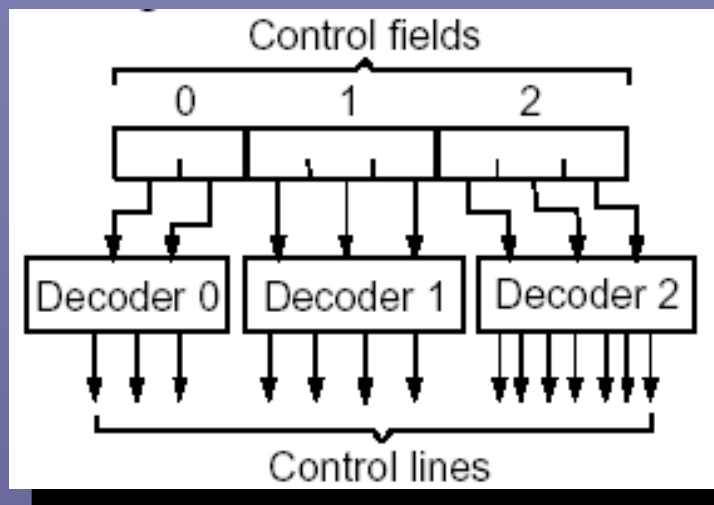 Control fields
0 1 2
Decoder 0 Decoder 1 Decoder 2
Control lines